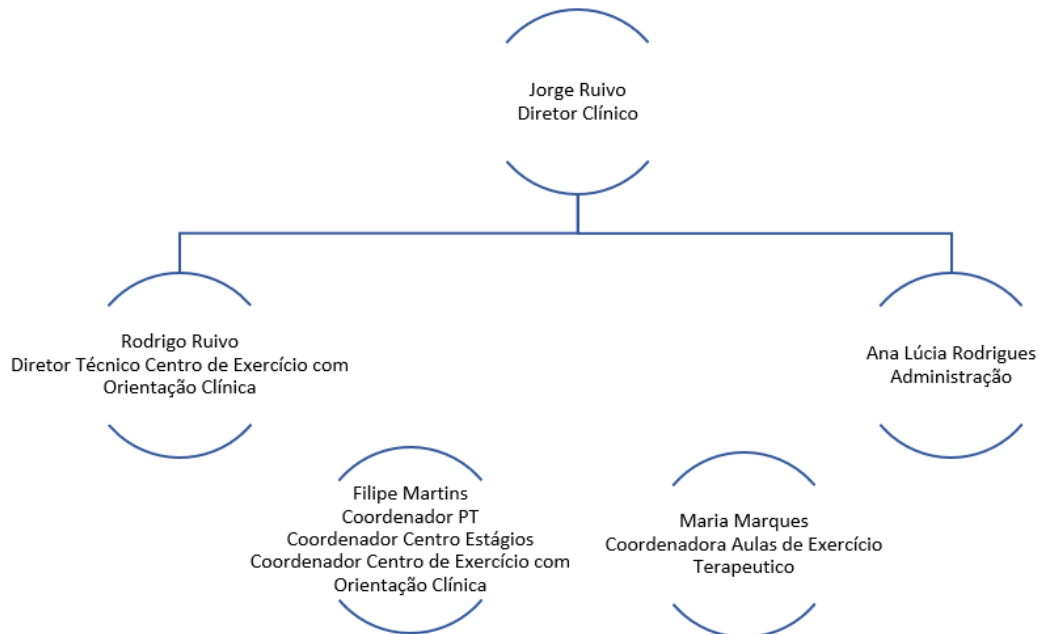 Jorge Ruivo
Diretor Clínico
Rodrigo Ruivo
Diretor Técnico Centro de Exercício com
Orientação Clínica
Ana Lúcia Rodrigues
Administração
Filipe Martins
Coordenador PT
Coordenador Centro Estágios
Coordenador Centro de Exercício com
Orientação Clínica
Maria Marques
Coordenadora Aulas de Exercício
Terapeutico